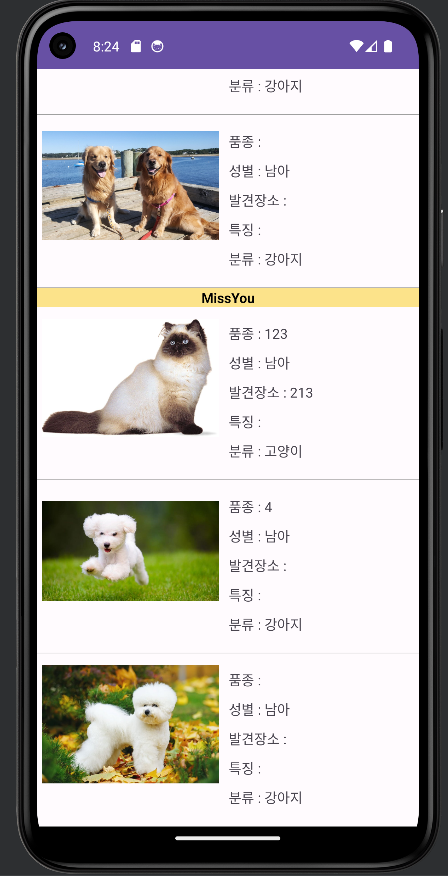 8:24
분류 : 강아지
품종 :
성별 : 남아
발견장소 :
특징 :
분류 : 강아지
MissYou
품종 : 123
성별 : 남아
발견장소 : 213
특징 :
분류 : 고양이
품종 : 4
성별 : 남아
발견장소 :
특징 :
분류 : 강아지
품종 :
성별 : 남아
발견장소 :
특징 :
분류 : 강아지